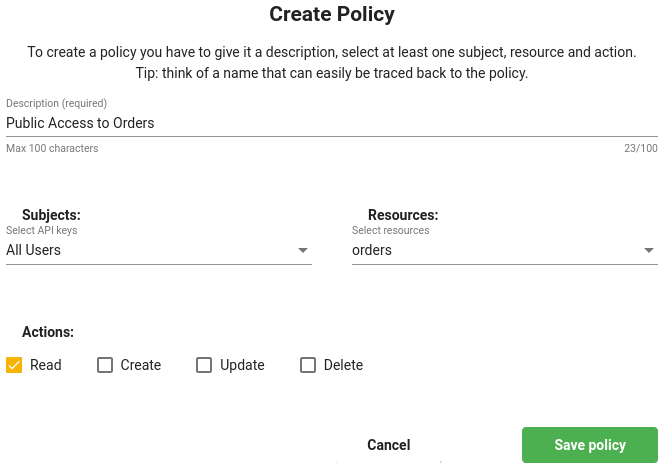 Create Policy
To create a policy you have to give it a description, select at least one subject, resource and action.
Tip: think of a name that can easily be traced back to the policy.
Description (required)
Public Access to Orders
Max 100 characters 23/100
Subjects: Resources:
Select API keys Select resources
All Users orders
Actions:
Read Create Update Delete
Cancel Save policy